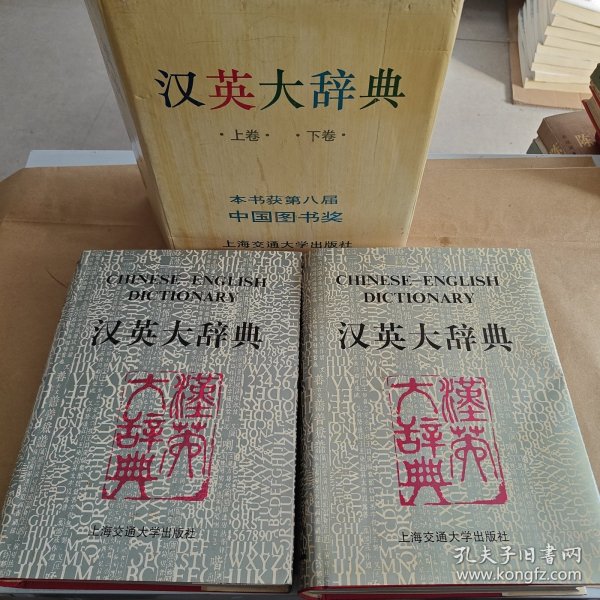 汉英大辞典
·上卷· ·下卷·
本书获第八届
中国图书奖
上海交通大学出版社
CHINESE-ENGLISH
DICTIONARY
汉英大辞典
漢英
大辞典
上海交通大学出版社
CHINESE-ENGLISH
DICTIONARY
汉英大辞典
漢英
大辞典
上海交通大学出版社
陈
孔夫子旧书网
www.kongfz.com